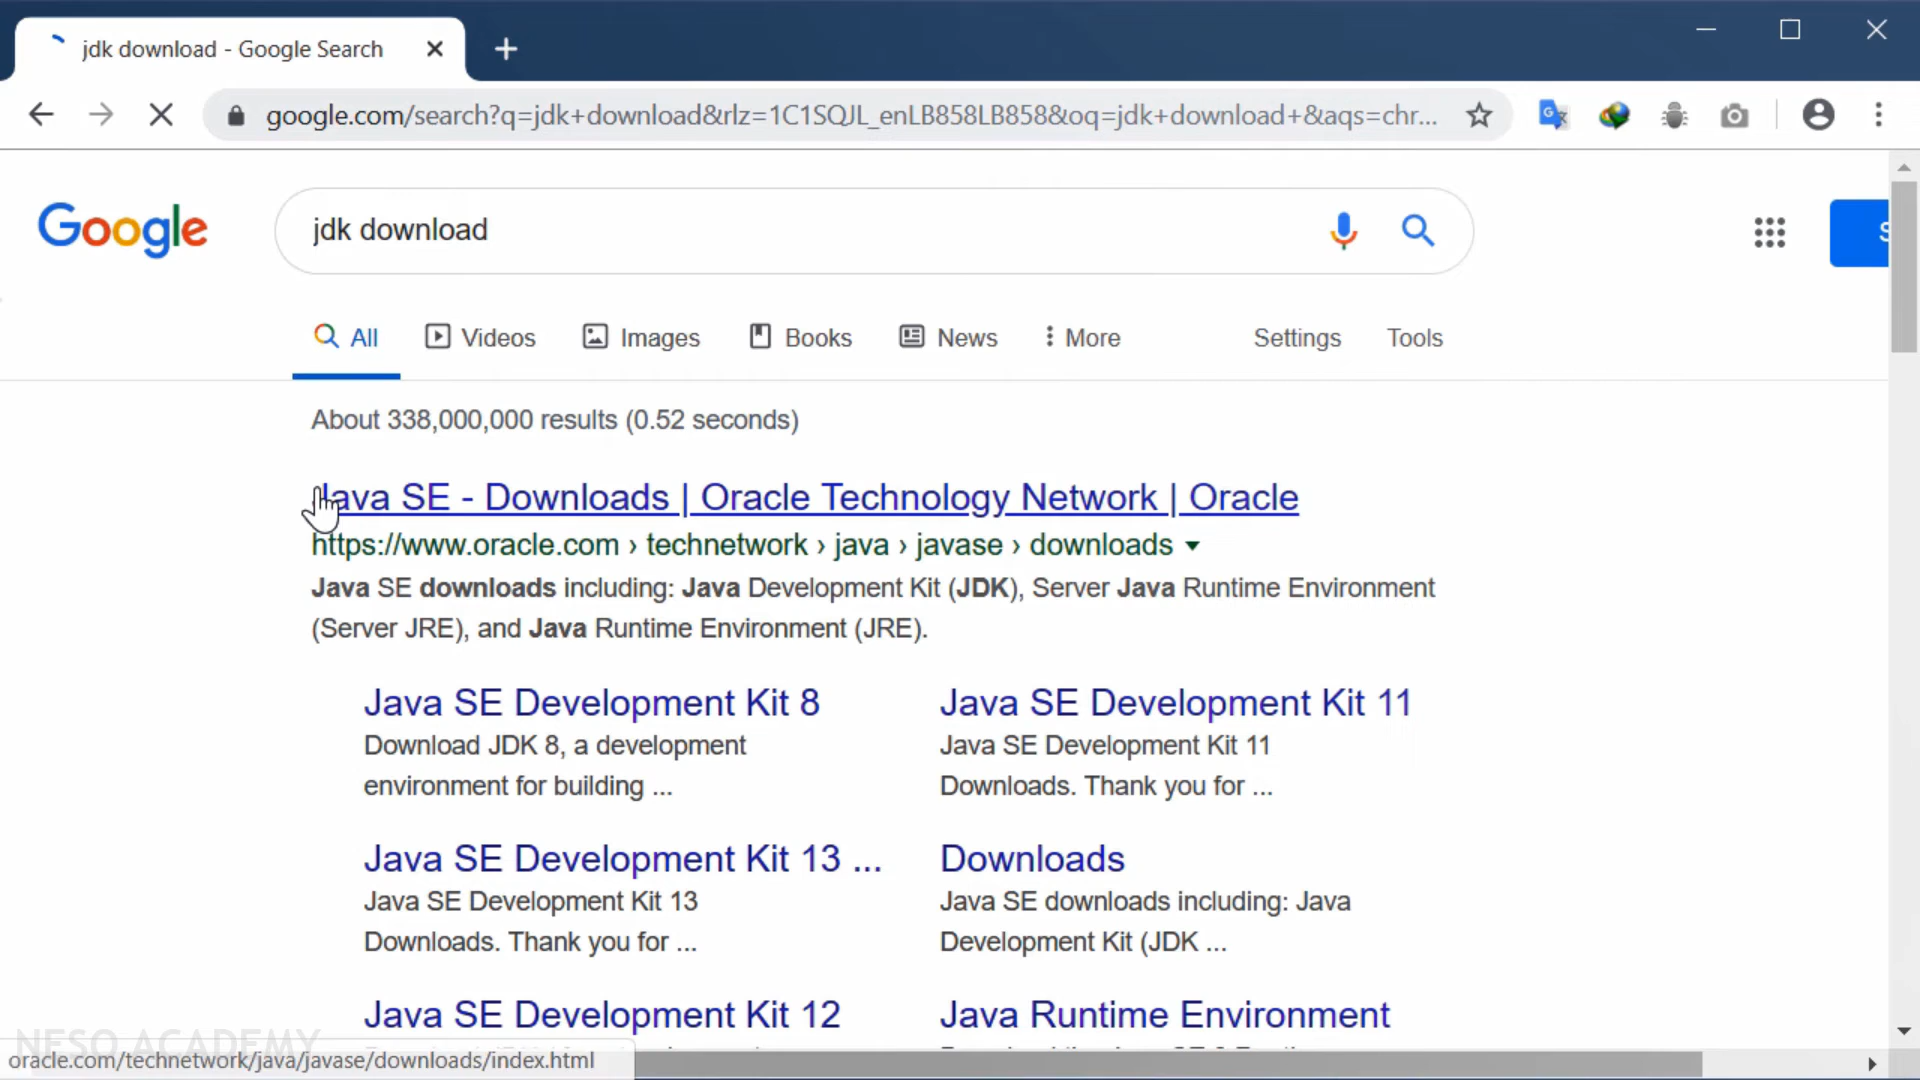 jdk download - Google Search
google.com/search?q=jdk+download&rlz=1C1SQJL_enLB858LB858&oq=jdk+download+&aqs=chr...
Google
jdk download
S
All
Videos
Images
Books
News
More
Settings
Tools
About 338,000,000 results (0.52 seconds)
Java SE - Downloads | Oracle Technology Network | Oracle
https://www.oracle.com › technetwork › java › javase › downloads
Java SE downloads including: Java Development Kit (JDK), Server Java Runtime Environment
(Server JRE), and Java Runtime Environment (JRE).
Java SE Development Kit 8
Download JDK 8, a development
environment for building ...
Java SE Development Kit 11
Java SE Development Kit 11
Downloads. Thank you for ...
Java SE Development Kit 13 ...
Java SE Development Kit 13
Downloads. Thank you for ...
Downloads
Java SE downloads including: Java
Development Kit (JDK ...
Java SE Development Kit 12
Java Runtime Environment
NESO ACADEMY
oracle.com/technetwork/java/javase/downloads/index.html